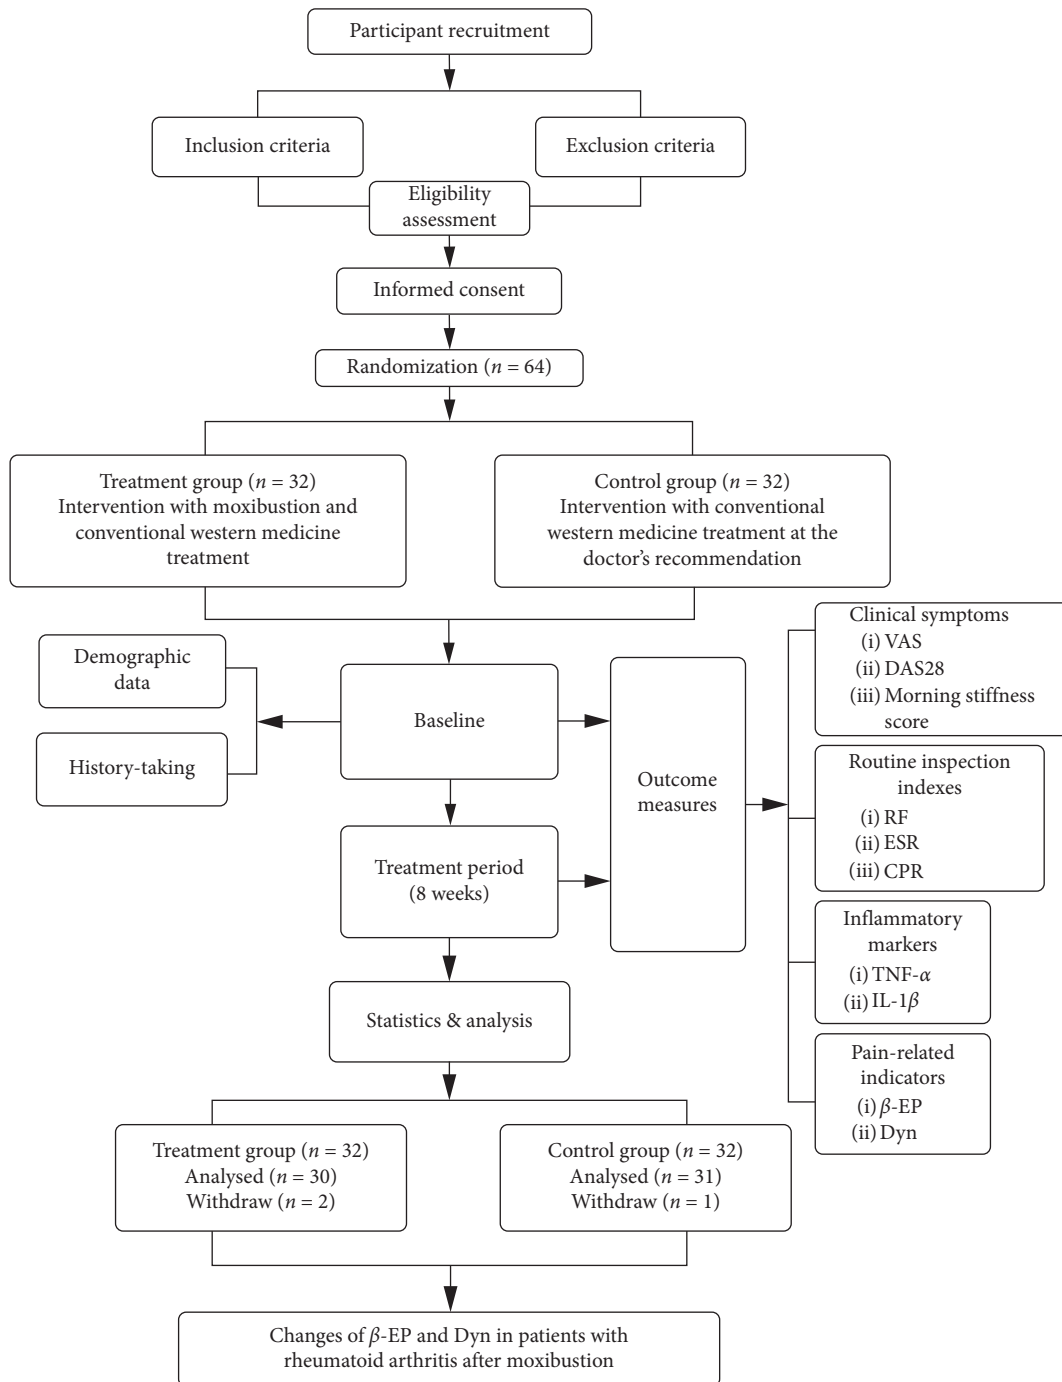 Participant recruitment
Inclusion criteria
Exclusion criteria
Eligibility
assessment
Informed consent
Randomization (n = 64)
Treatment group (n = 32)
Intervention with moxibustion and
conventional western medicine
treatment
Control group (n = 32)
Intervention with conventional
western medicine treatment at the
doctor's recommendation
Demographic
data
History-taking
Baseline
Treatment period
(8 weeks)
Outcome
measures
Clinical symptoms
(i) VAS
(ii) DAS28
(iii) Morning stiffness
score
Routine inspection
indexes
(i) RF
(ii) ESR
(iii) CPR
Inflammatory
markers
(i) TNF-α
(ii) IL-1β
Pain-related
indicators
(i) β-EP
(ii) Dyn
Statistics & analysis
Treatment group (n = 32)
Analysed (n = 30)
Withdraw (n = 2)
Control group (n = 32)
Analysed (n = 31)
Withdraw (n = 1)
Changes of β-EP and Dyn in patients with
rheumatoid arthritis after moxibustion